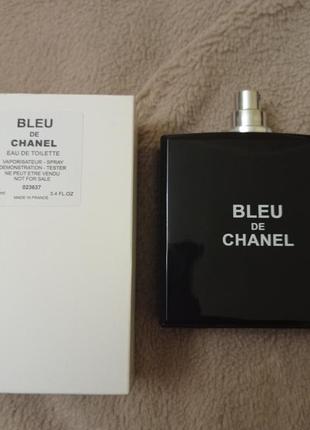 BLEU
DE
CHANEL
EAU DE TOILETTE
VAPORISATEUR - SPRAY
DEMONSTRATION - TESTER
NE PEUT ETRE VENDU
NOT FOR SALE
023637
ml 3.4 FL.OZ
MADE IN FRANCE
BLEU
DE
CHANEL